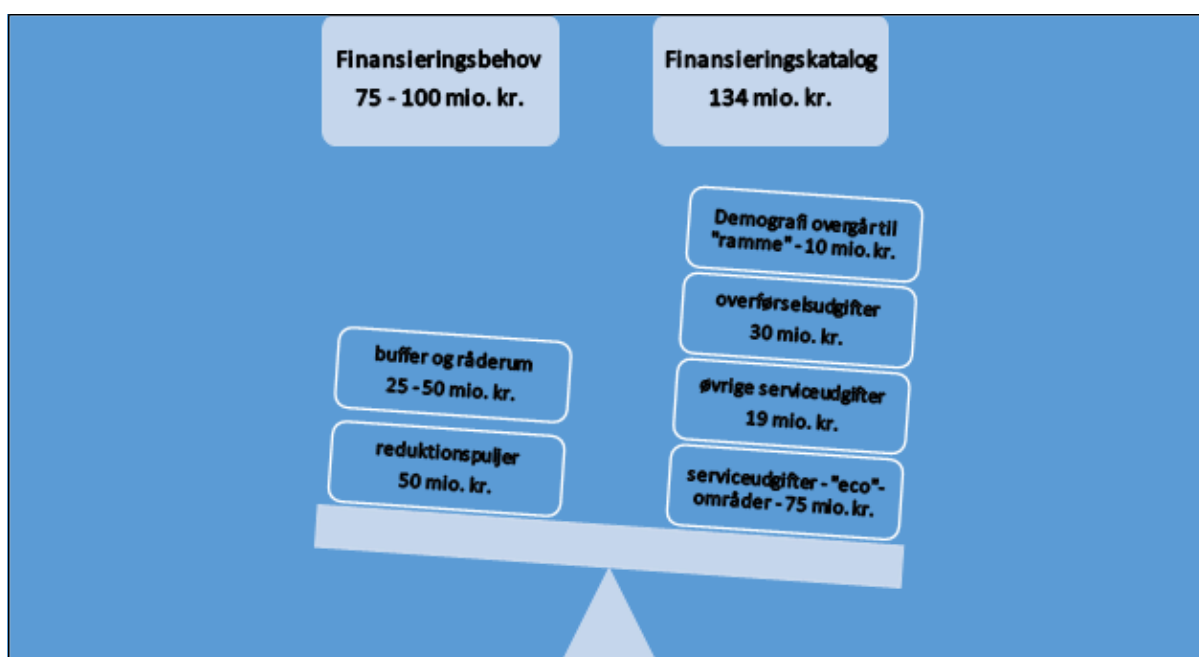 Finansieringsbehov
75 - 100 mio. kr.
Finansieringskatalog
134 mio. kr.
buffer og råderum
25 - 50 mio. kr.
reduktionspuljer
50 mio. kr.
Demografi overgår til
"ramme" - 10 mio. kr.
overførselsudgifter
30 mio. kr.
øvrige serviceudgifter
19 mio. kr.
serviceudgifter - "eco"-
områder - 75 mio. kr.